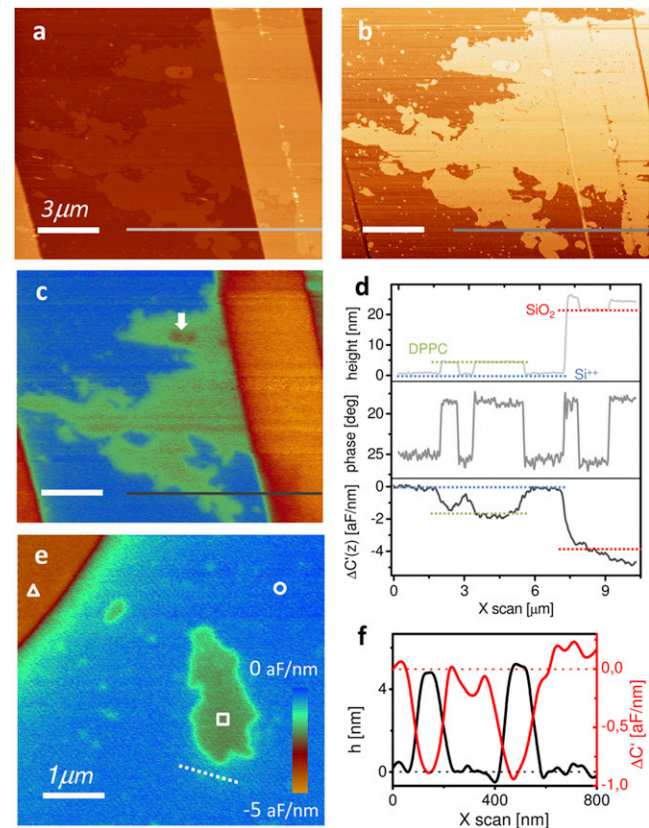 a
b
3μm
c
d
height [nm]
20
10
0
SiO₂
DPPC
Si⁺⁺
phase [deg]
20
25
ΔC'(z) [aF/nm]
0
-2
-4
0
3
6
9
X scan [μm]
e
0 aF/nm
-5 aF/nm
1μm
f
h [nm]
4
0
0,0
-0,5
-1,0
ΔC' [aF/nm]
0
400
800
X scan [nm]